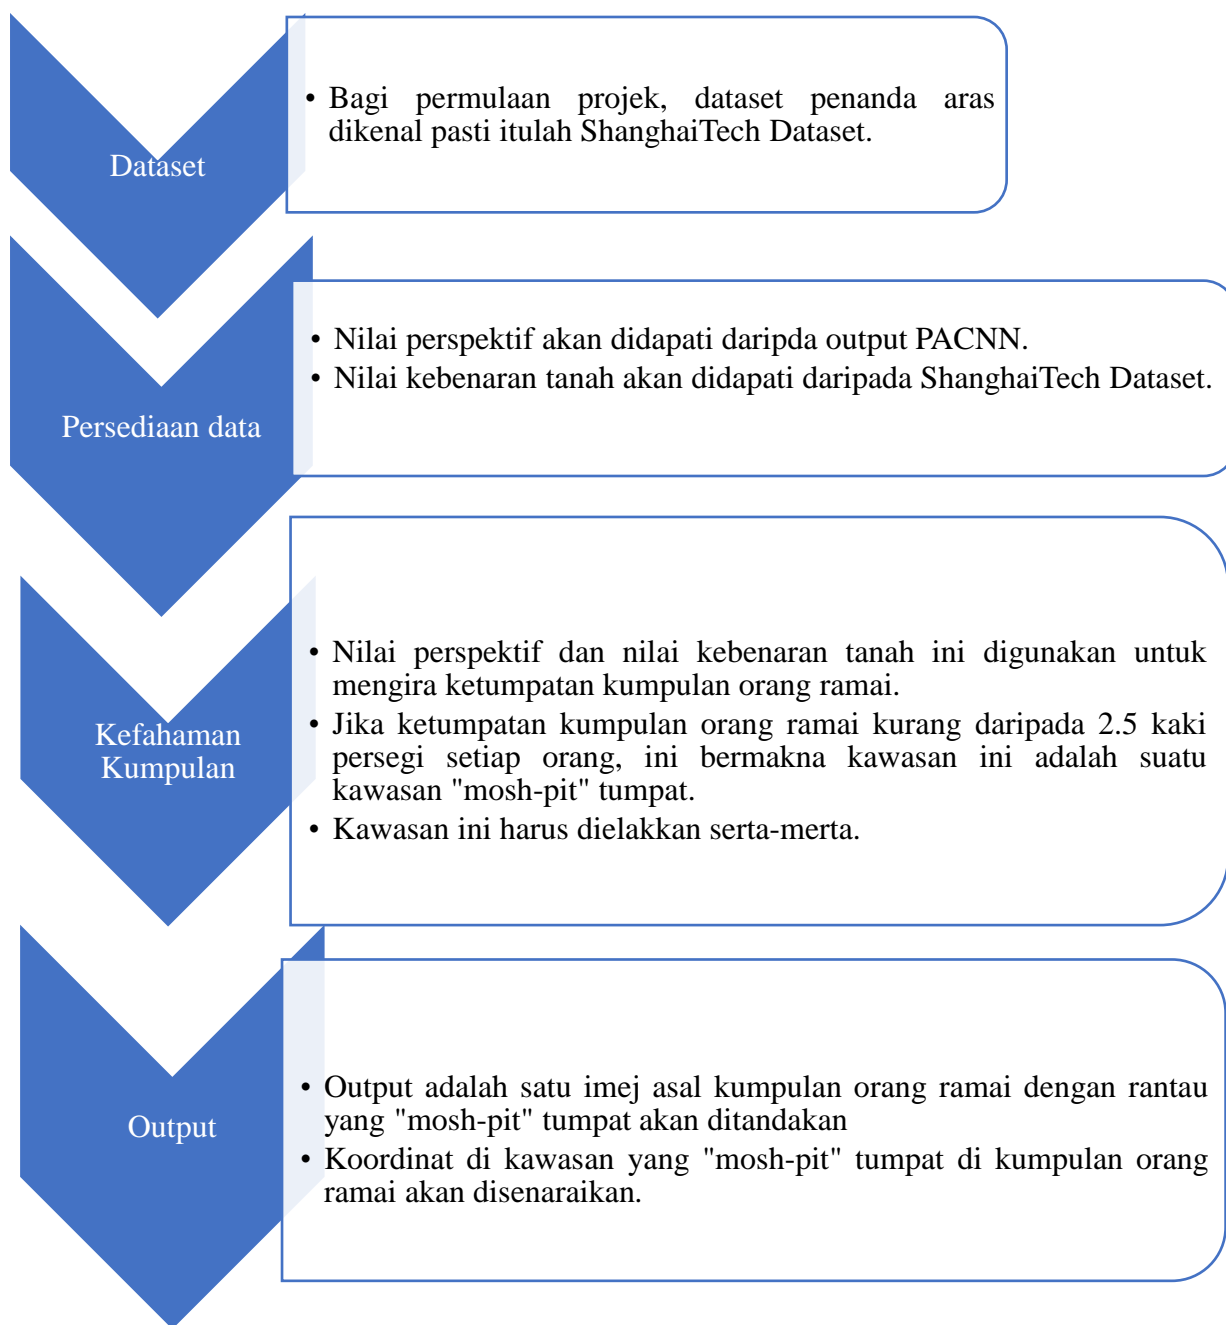 Dataset
• Bagi permulaan projek, dataset penanda aras
dikenal pasti itulah ShanghaiTech Dataset.
Persediaan data
• Nilai perspektif akan didapati daripda output PACNN.
• Nilai kebenaran tanah akan didapati daripada ShanghaiTech Dataset.
Kefahaman
Kumpulan
• Nilai perspektif dan nilai kebenaran tanah ini digunakan untuk
mengira ketumpatan kumpulan orang ramai.
• Jika ketumpatan kumpulan orang ramai kurang daripada 2.5 kaki
persegi setiap orang, ini bermakna kawasan ini adalah suatu
kawasan "mosh-pit" tumpat.
• Kawasan ini harus dielakkan serta-merta.
Output
• Output adalah satu imej asal kumpulan orang ramai dengan rantau
yang "mosh-pit" tumpat akan ditandakan
• Koordinat di kawasan yang "mosh-pit" tumpat di kumpulan orang
ramai akan disenaraikan.